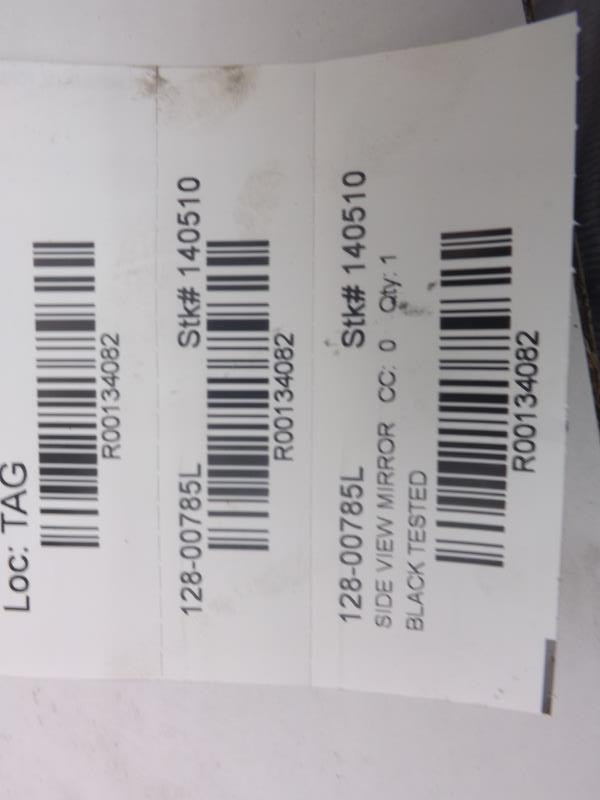 Loc: TAG
R00134082
128-00785L Stk# 140510
R00134082
128-00785L Stk# 140510
SIDE VIEW MIRROR CC: 0 Qty: 1
BLACK TESTED
R00134082